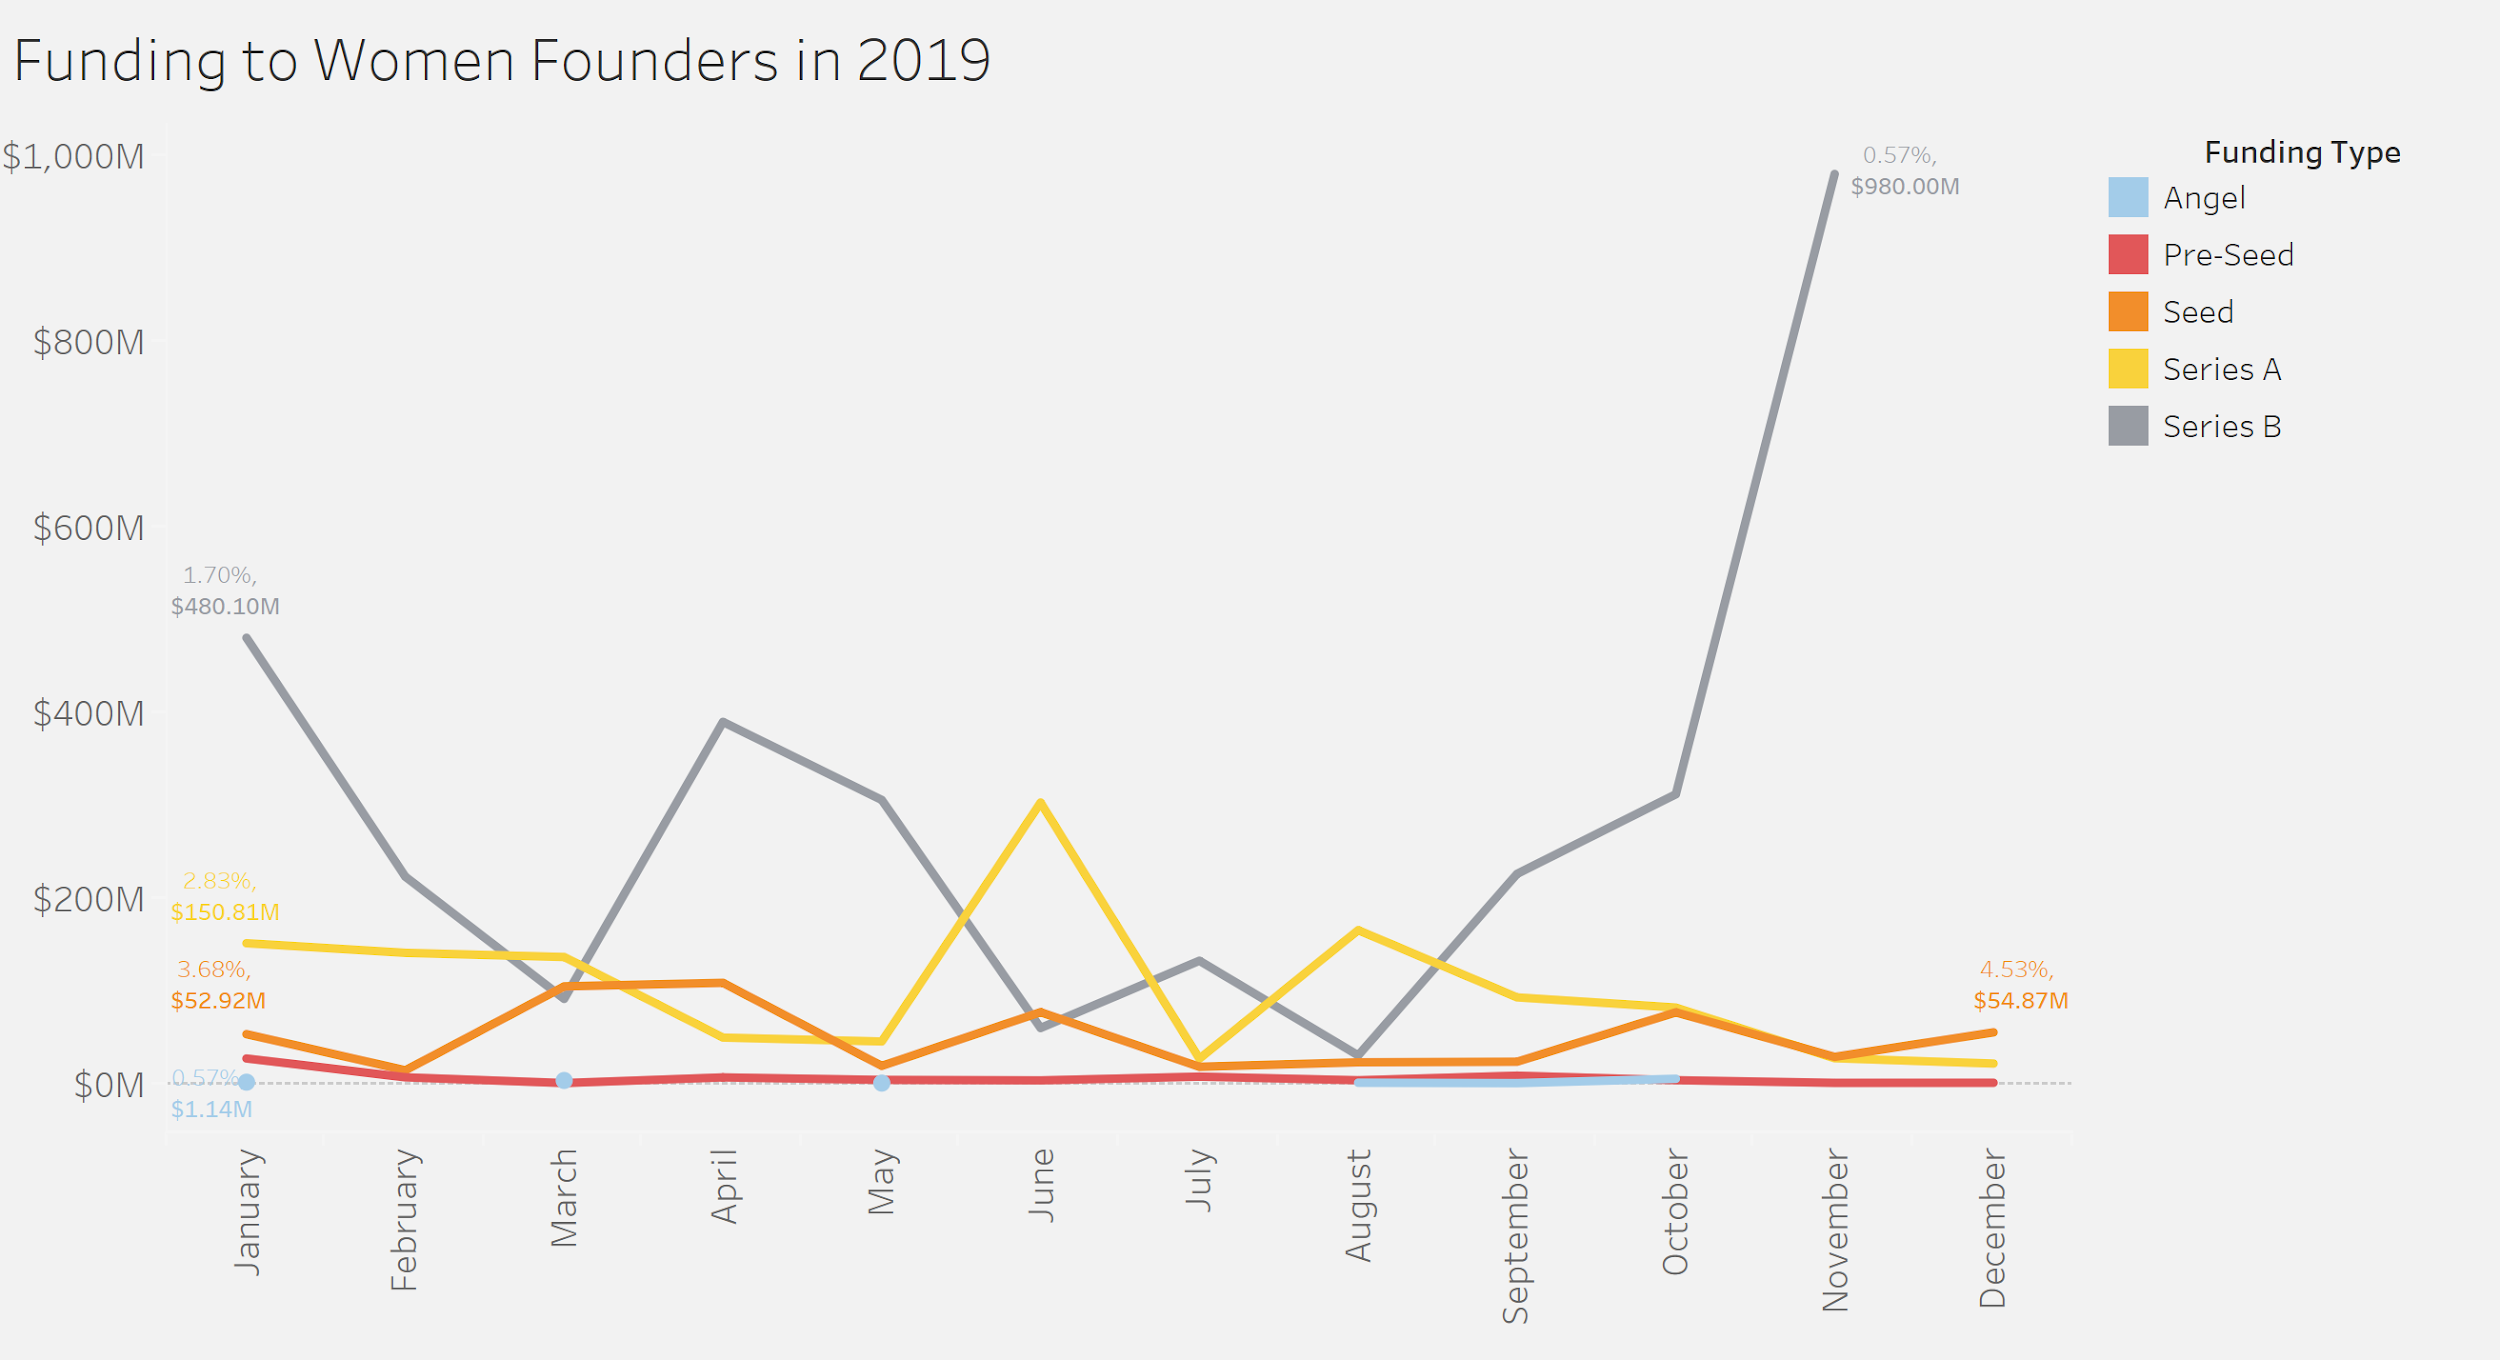 Funding to Women Founders in 2019
$1,000M
$800M
$600M
$400M
$200M
$0M
0.57%,
$980.00M
1.70%,
$480.10M
2.83%,
$150.81M
3.68%,
$52.92M
0.57%,
$1.14M
4.53%,
$54.87M
Funding Type
Angel
Pre-Seed
Seed
Series A
Series B
January
February
March
April
May
June
July
August
September
October
November
December